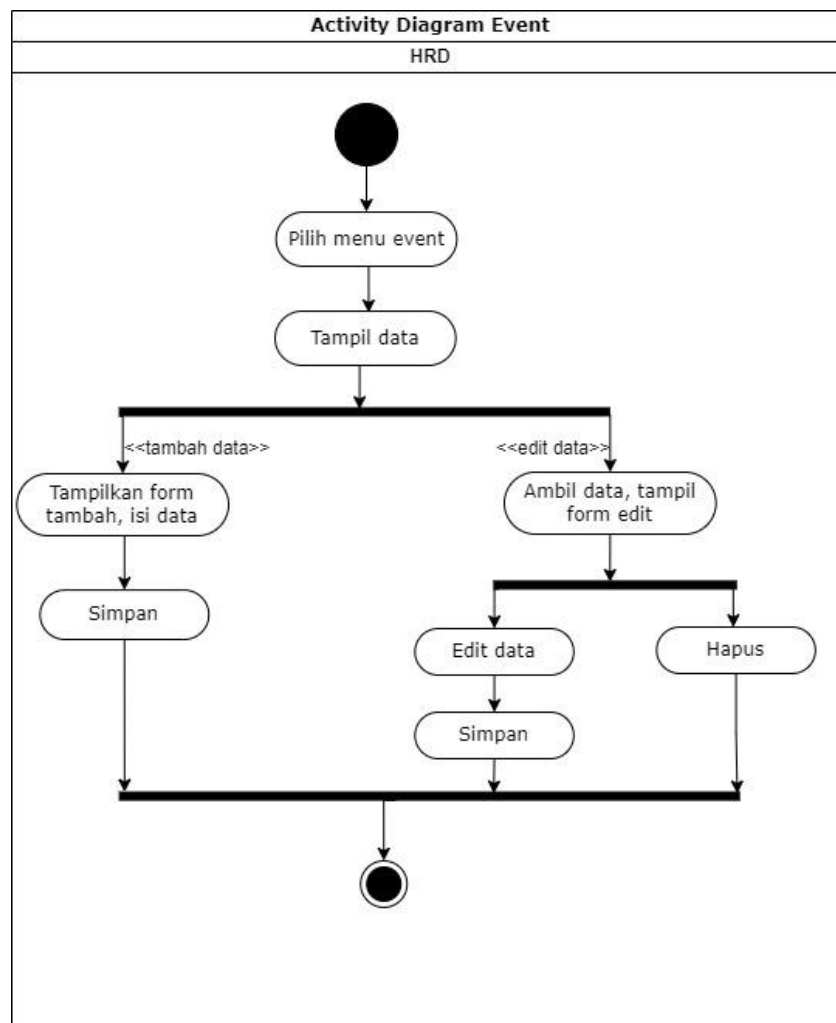 Activity Diagram Event
HRD
Pilih menu event
Tampil data
<<tambah data>>
<<edit data>>
Tampilkan form
tambah, isi data
Ambil data, tampil
form edit
Simpan
Edit data
Hapus
Simpan